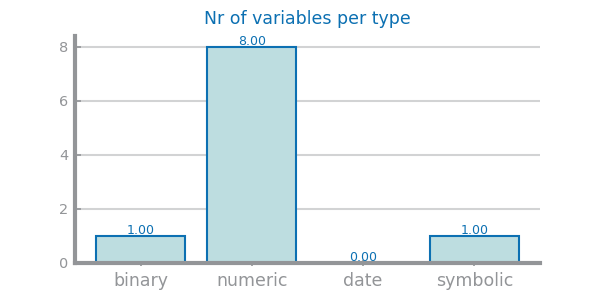 Nr of variables per type
8
6
4
2
0
1.00
8.00
0.00
1.00
binary
numeric
date
symbolic